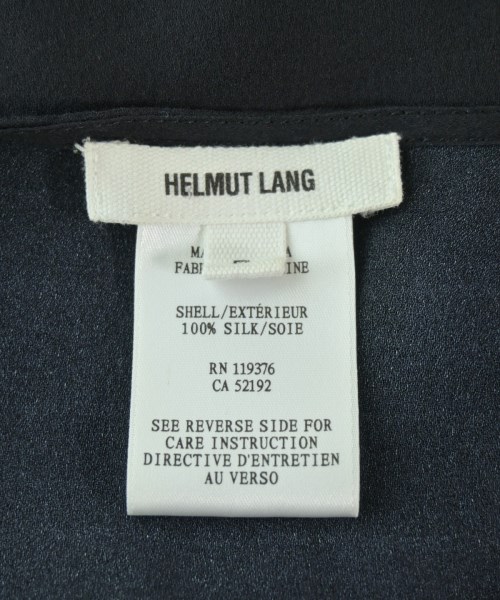 HELMUT LANG
SHELL/EXTÉRIEUR
100% SILK/SOIE
RN 119376
CA 52192
SEE REVERSE SIDE FOR
CARE INSTRUCTION
DIRECTIVE D'ENTRETIEN
AU VERSO